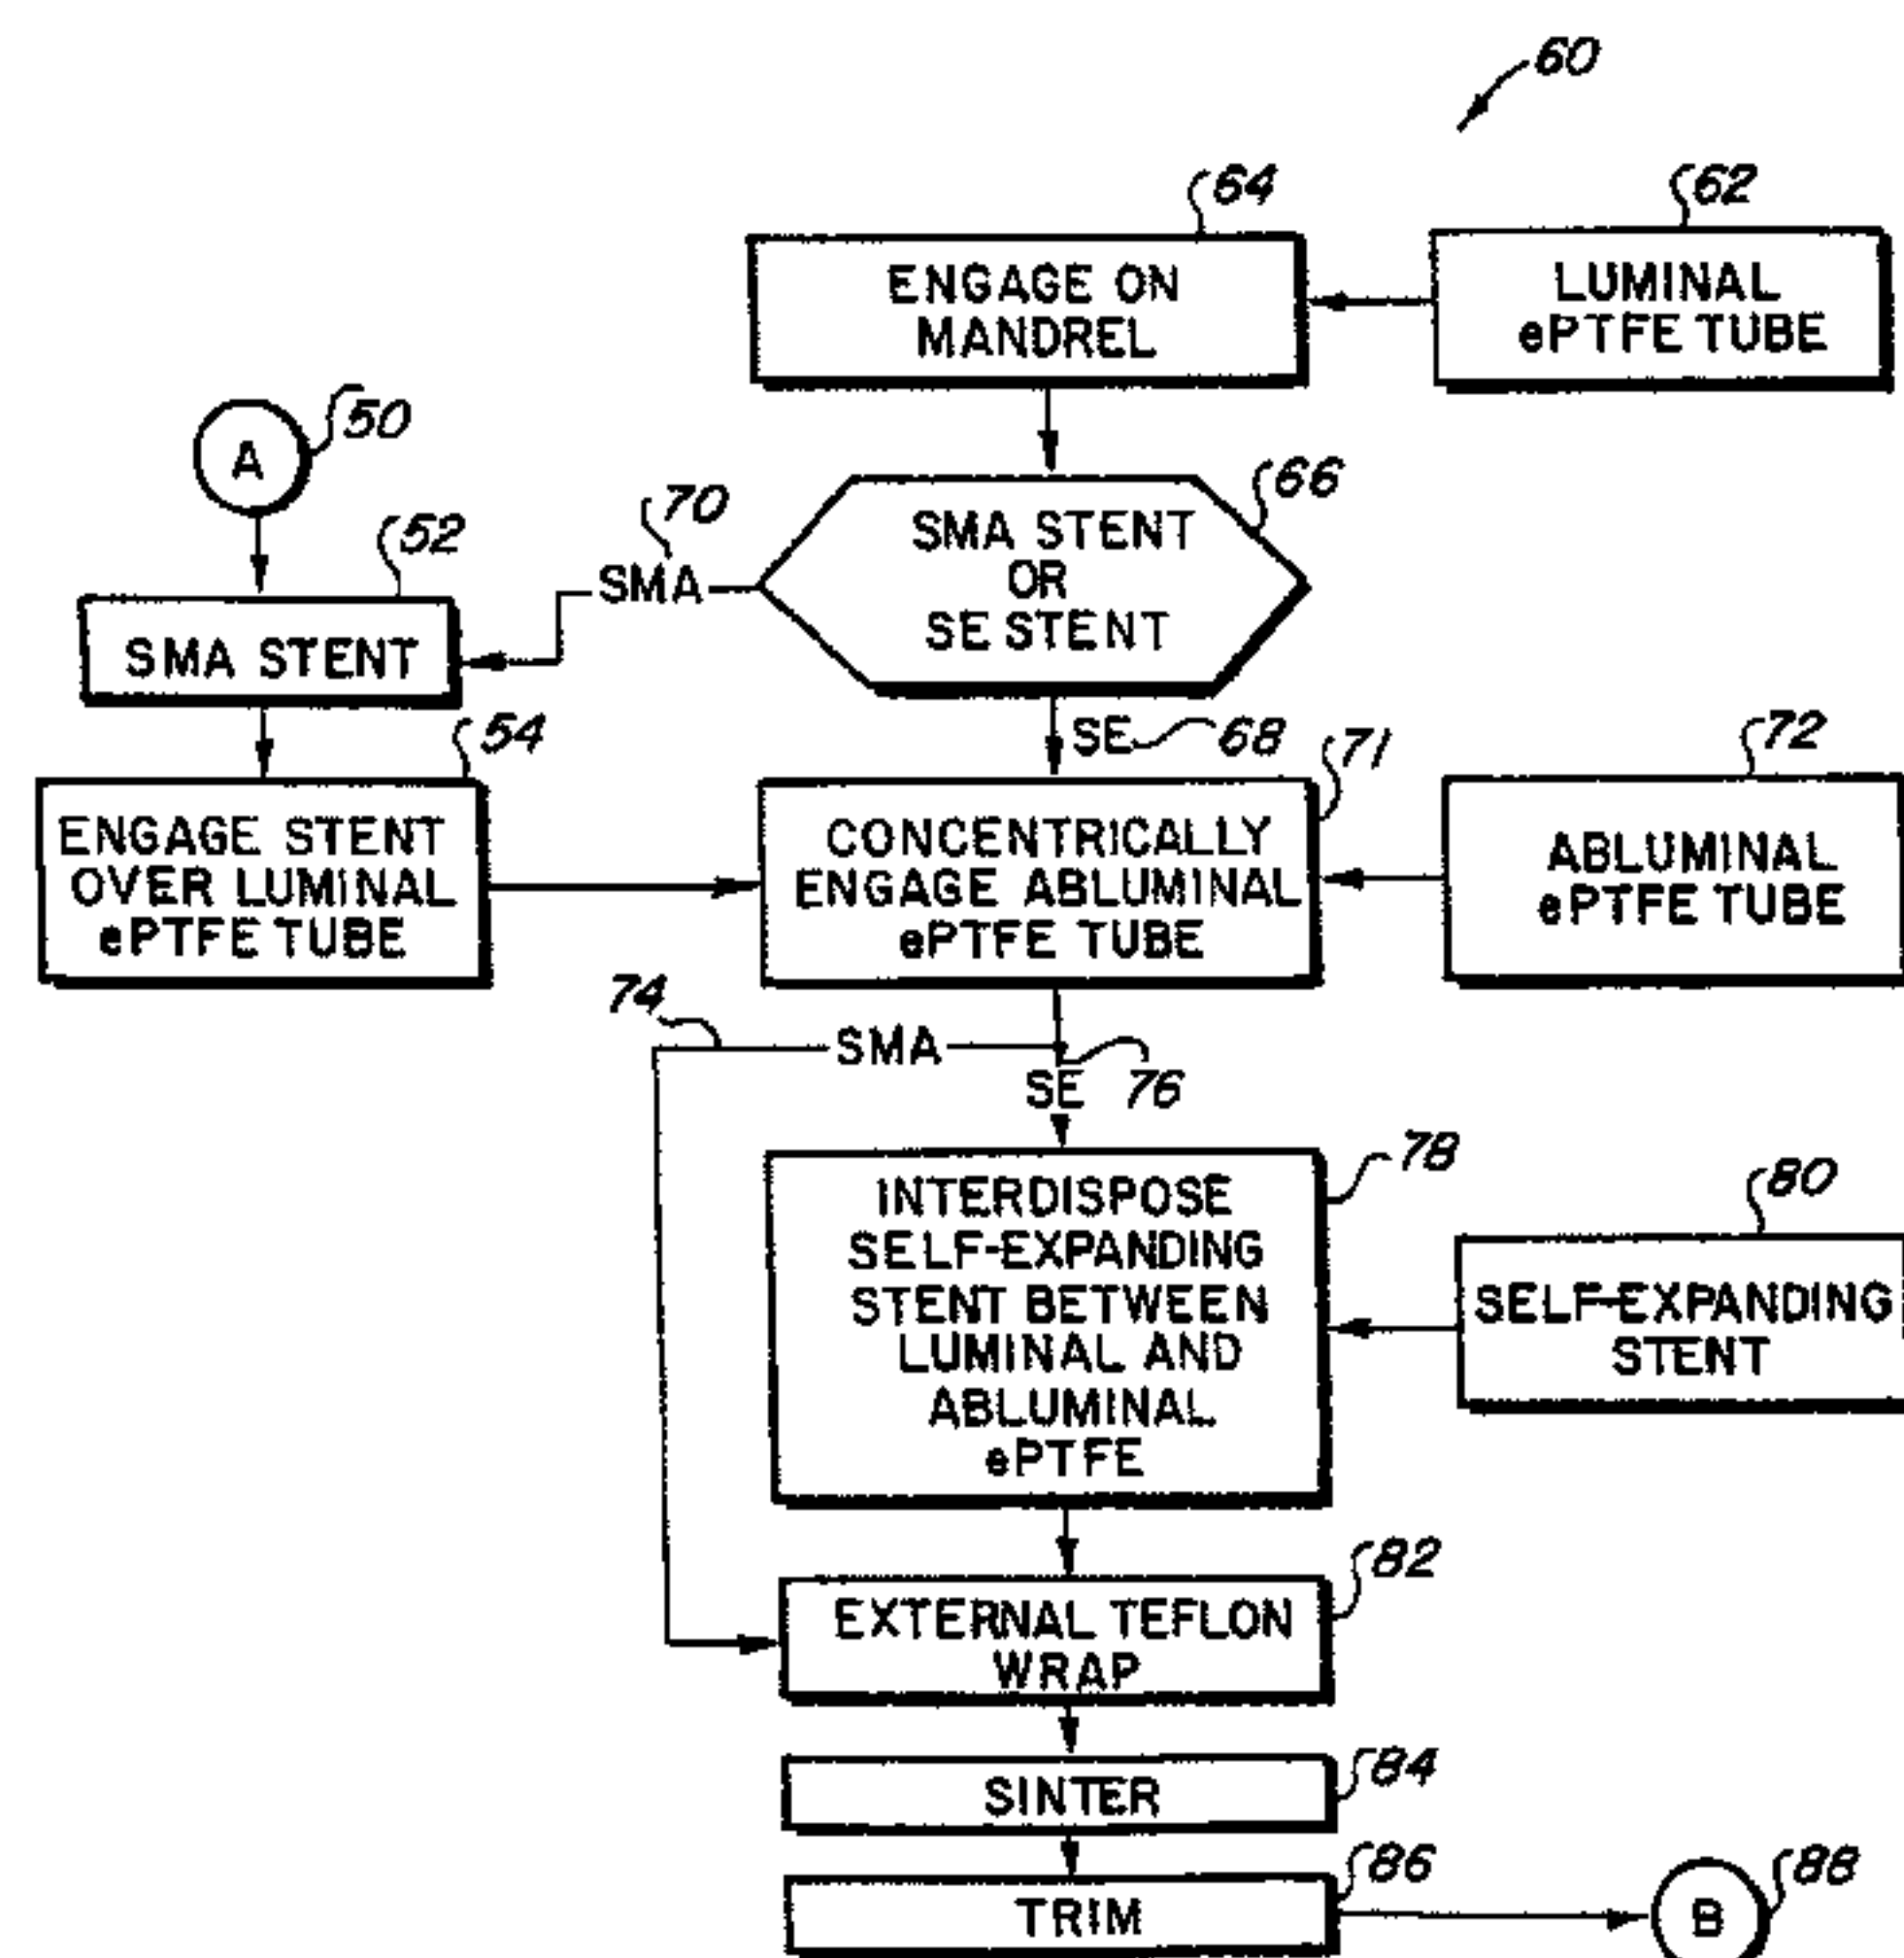 60
64
62
ENGAGE ON
MANDREL
LUMINAL
ePTFE TUBE
A
50
66
70
52
SMA
SMA STENT
OR
SE STENT
SMA STENT
54
SE
68
71
72
ENGAGE STENT
OVER LUMINAL
ePTFE TUBE
CONCENTRICALLY
ENGAGE ABLUMINAL
ePTFE TUBE
ABLUMINAL
ePTFE TUBE
74
SMA
SE
76
78
80
INTERDISPOSE
SELF-EXPANDING
STENT BETWEEN
LUMINAL AND
ABLUMINAL
ePTFE
SELF-EXPANDING
STENT
82
EXTERNAL TEFLON
WRAP
84
SINTER
86
TRIM
B
88